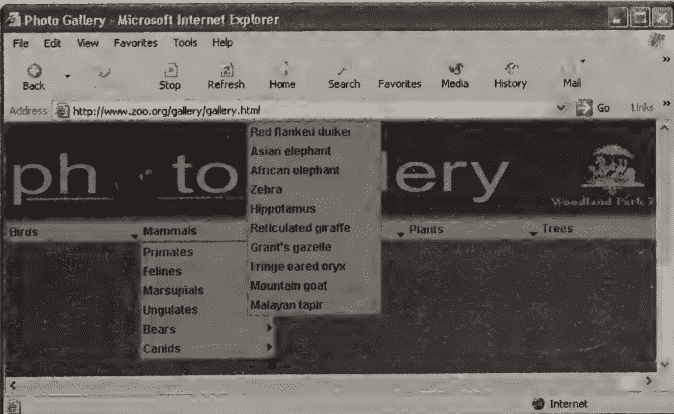 Photo Gallery - Microsoft Internet Explorer
File Edit View Favorites Tools Help
Back Stop Refresh Home Search Favorites Media History Mail
Address http://www.zoo.org/gallery/gallery.html Go Links
ph to lery
Woodland Park Z
Birds Mammals Plants Trees
Primates
Felines
Marsupials
Ungulates
Bears
Canids
Red flanked duiker
Asian elephant
African elephant
Zebra
Hippotamus
Reticulated giraffe
Grant's gazelle
Fringe eared oryx
Mountain goat
Malayan tapir
Internet